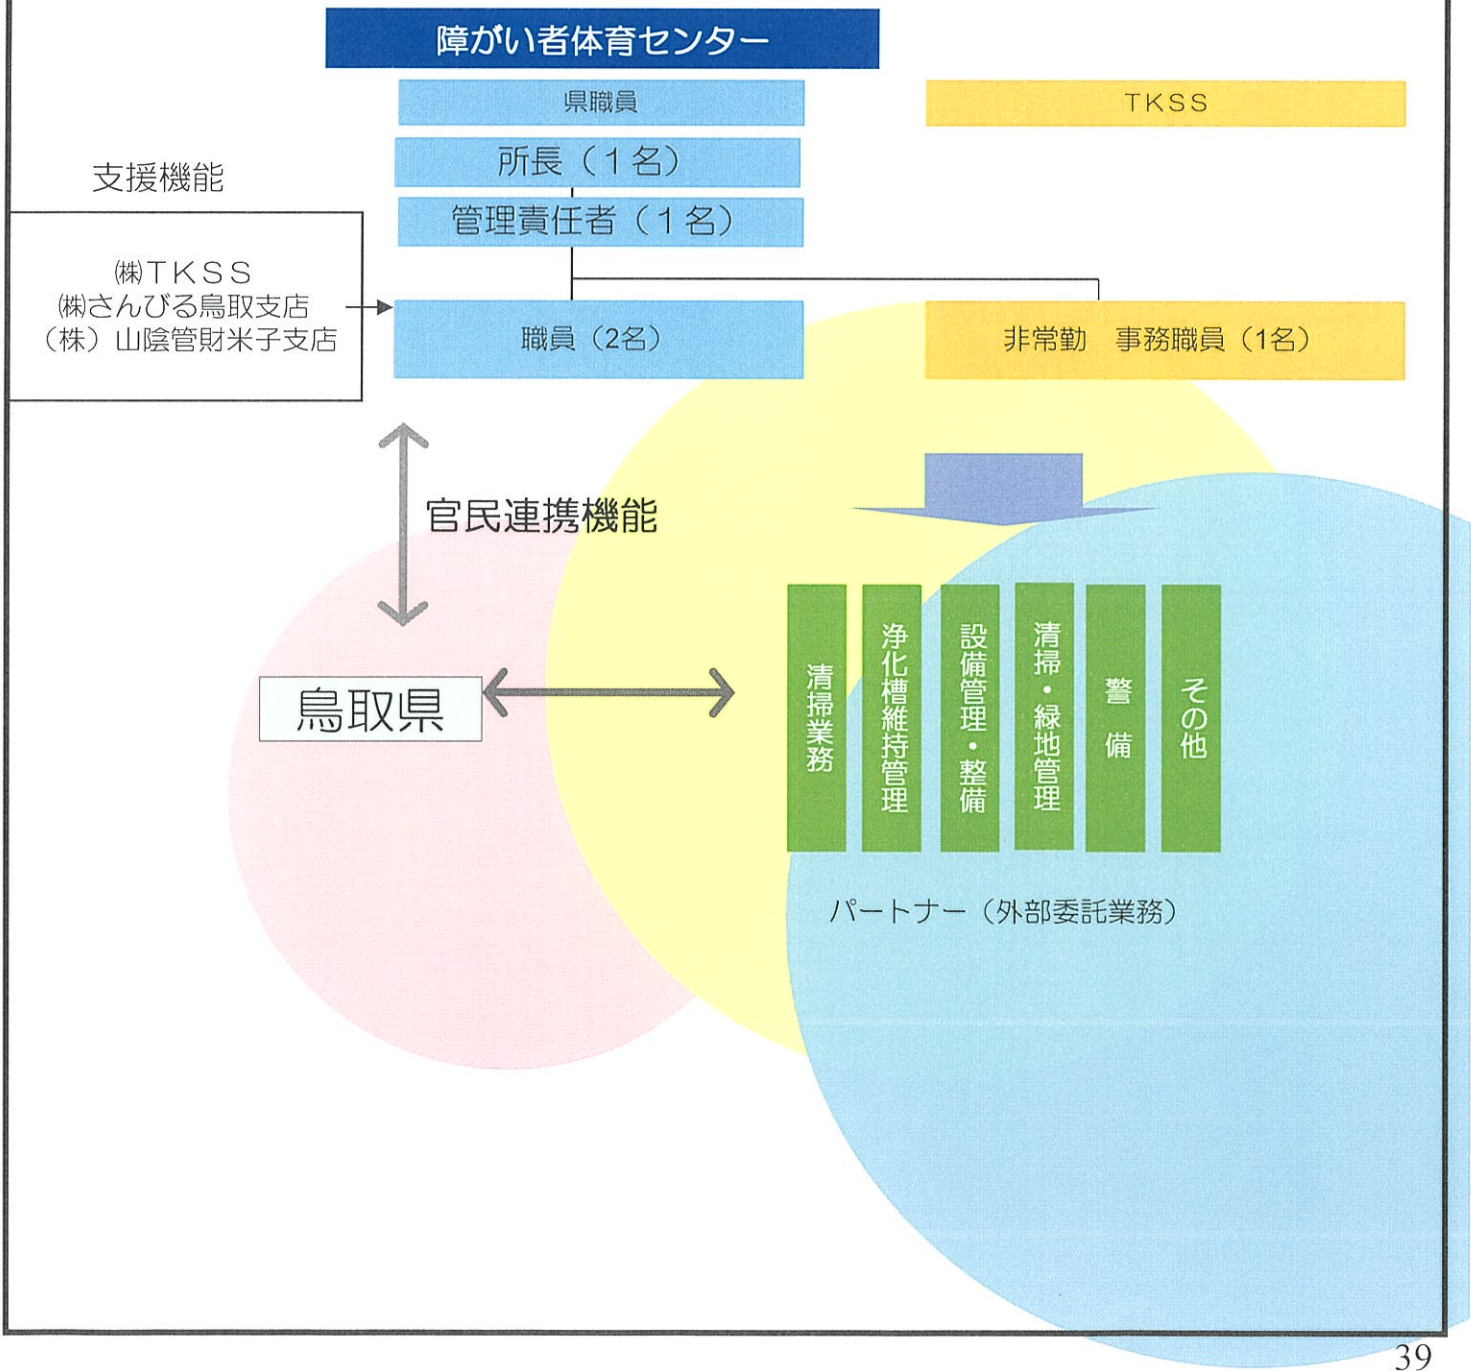 障がい者体育センター
県職員
TKSS
所長（1名）
支援機能
管理責任者（1名）
㈱TKSS
㈱さんびる鳥取支店
（株）山陰管財米子支店
職員（2名）
非常勤　事務職員（1名）
官民連携機能
鳥取県
清掃業務
浄化槽維持管理
設備管理・整備
清掃・緑地管理
警備
その他
パートナー（外部委託業務）
39